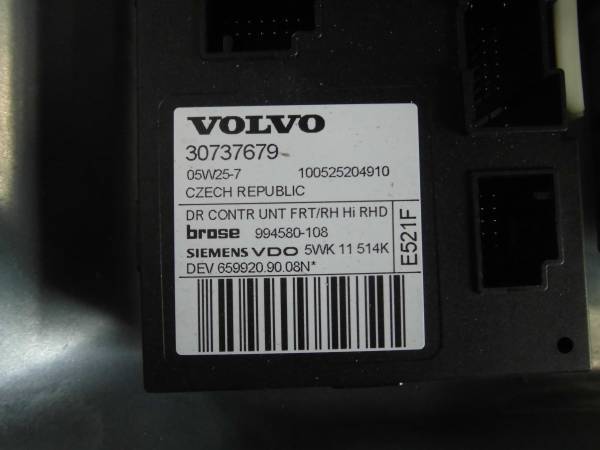 VOLVO
30737679
05W25-7 100525204910
CZECH REPUBLIC
DR CONTR UNT FRT/RH Hi RHD
brose 994580-108
SIEMENS VDO 5WK 11 514K
DEV 659920.90.08N*
E521F